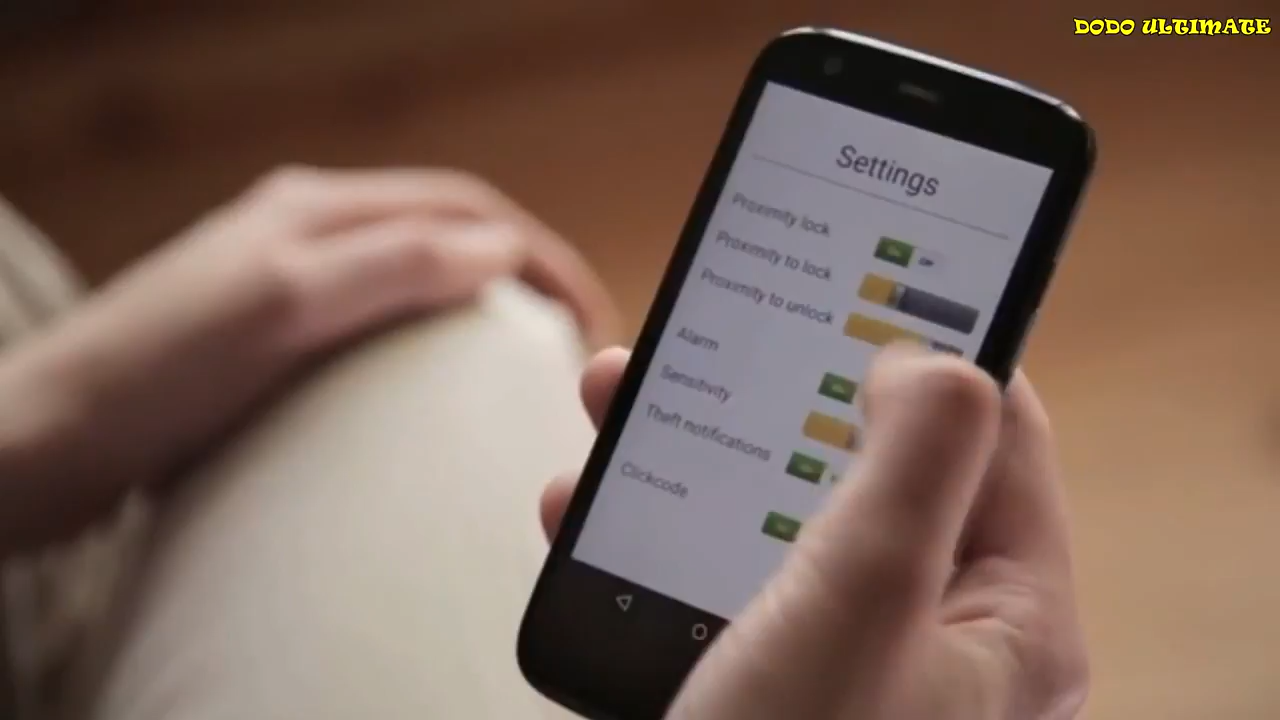 DODO ULTIMATE
Settings
Proximity lock
Proximity to lock
Proximity to unlock
Alarm
Sensitivity
Theft notifications
Clickcode